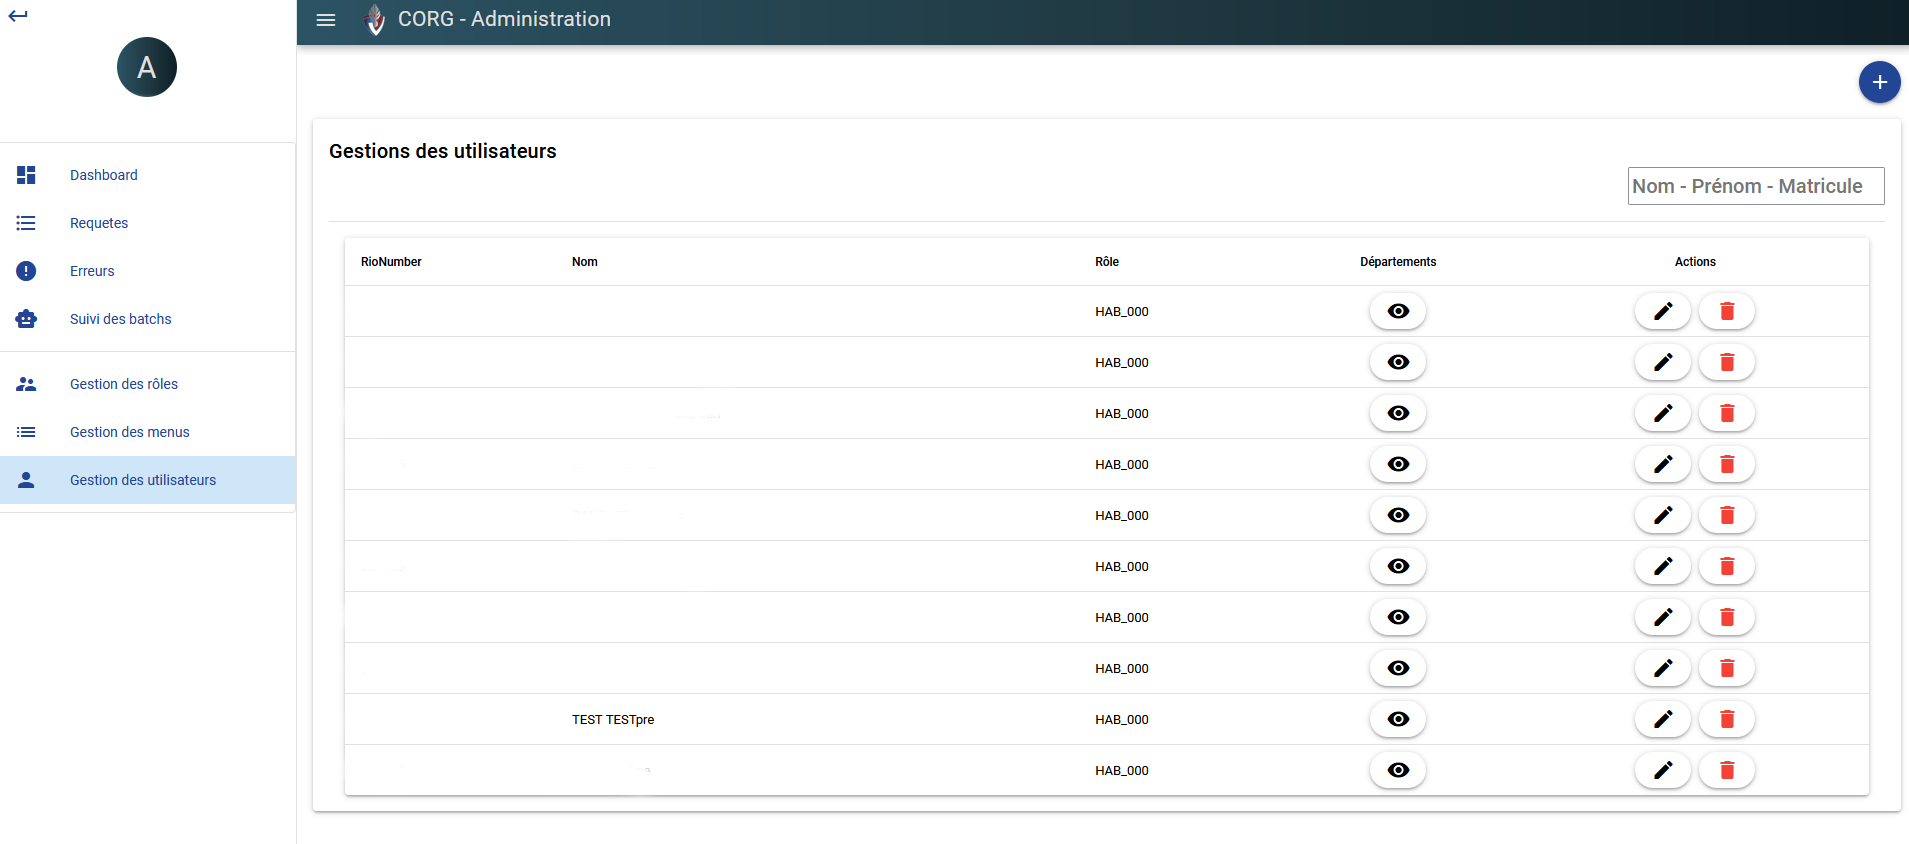 CORG - Administration
A
Dashboard
Requetes
Erreurs
Suivi des batchs
Gestion des rôles
Gestion des menus
Gestion des utilisateurs
Gestions des utilisateurs
Nom - Prénom - Matricule
RioNumber Nom Rôle Départements Actions
HAB_000
HAB_000
HAB_000
HAB_000
HAB_000
HAB_000
HAB_000
HAB_000
TEST TESTpre HAB_000
HAB_000